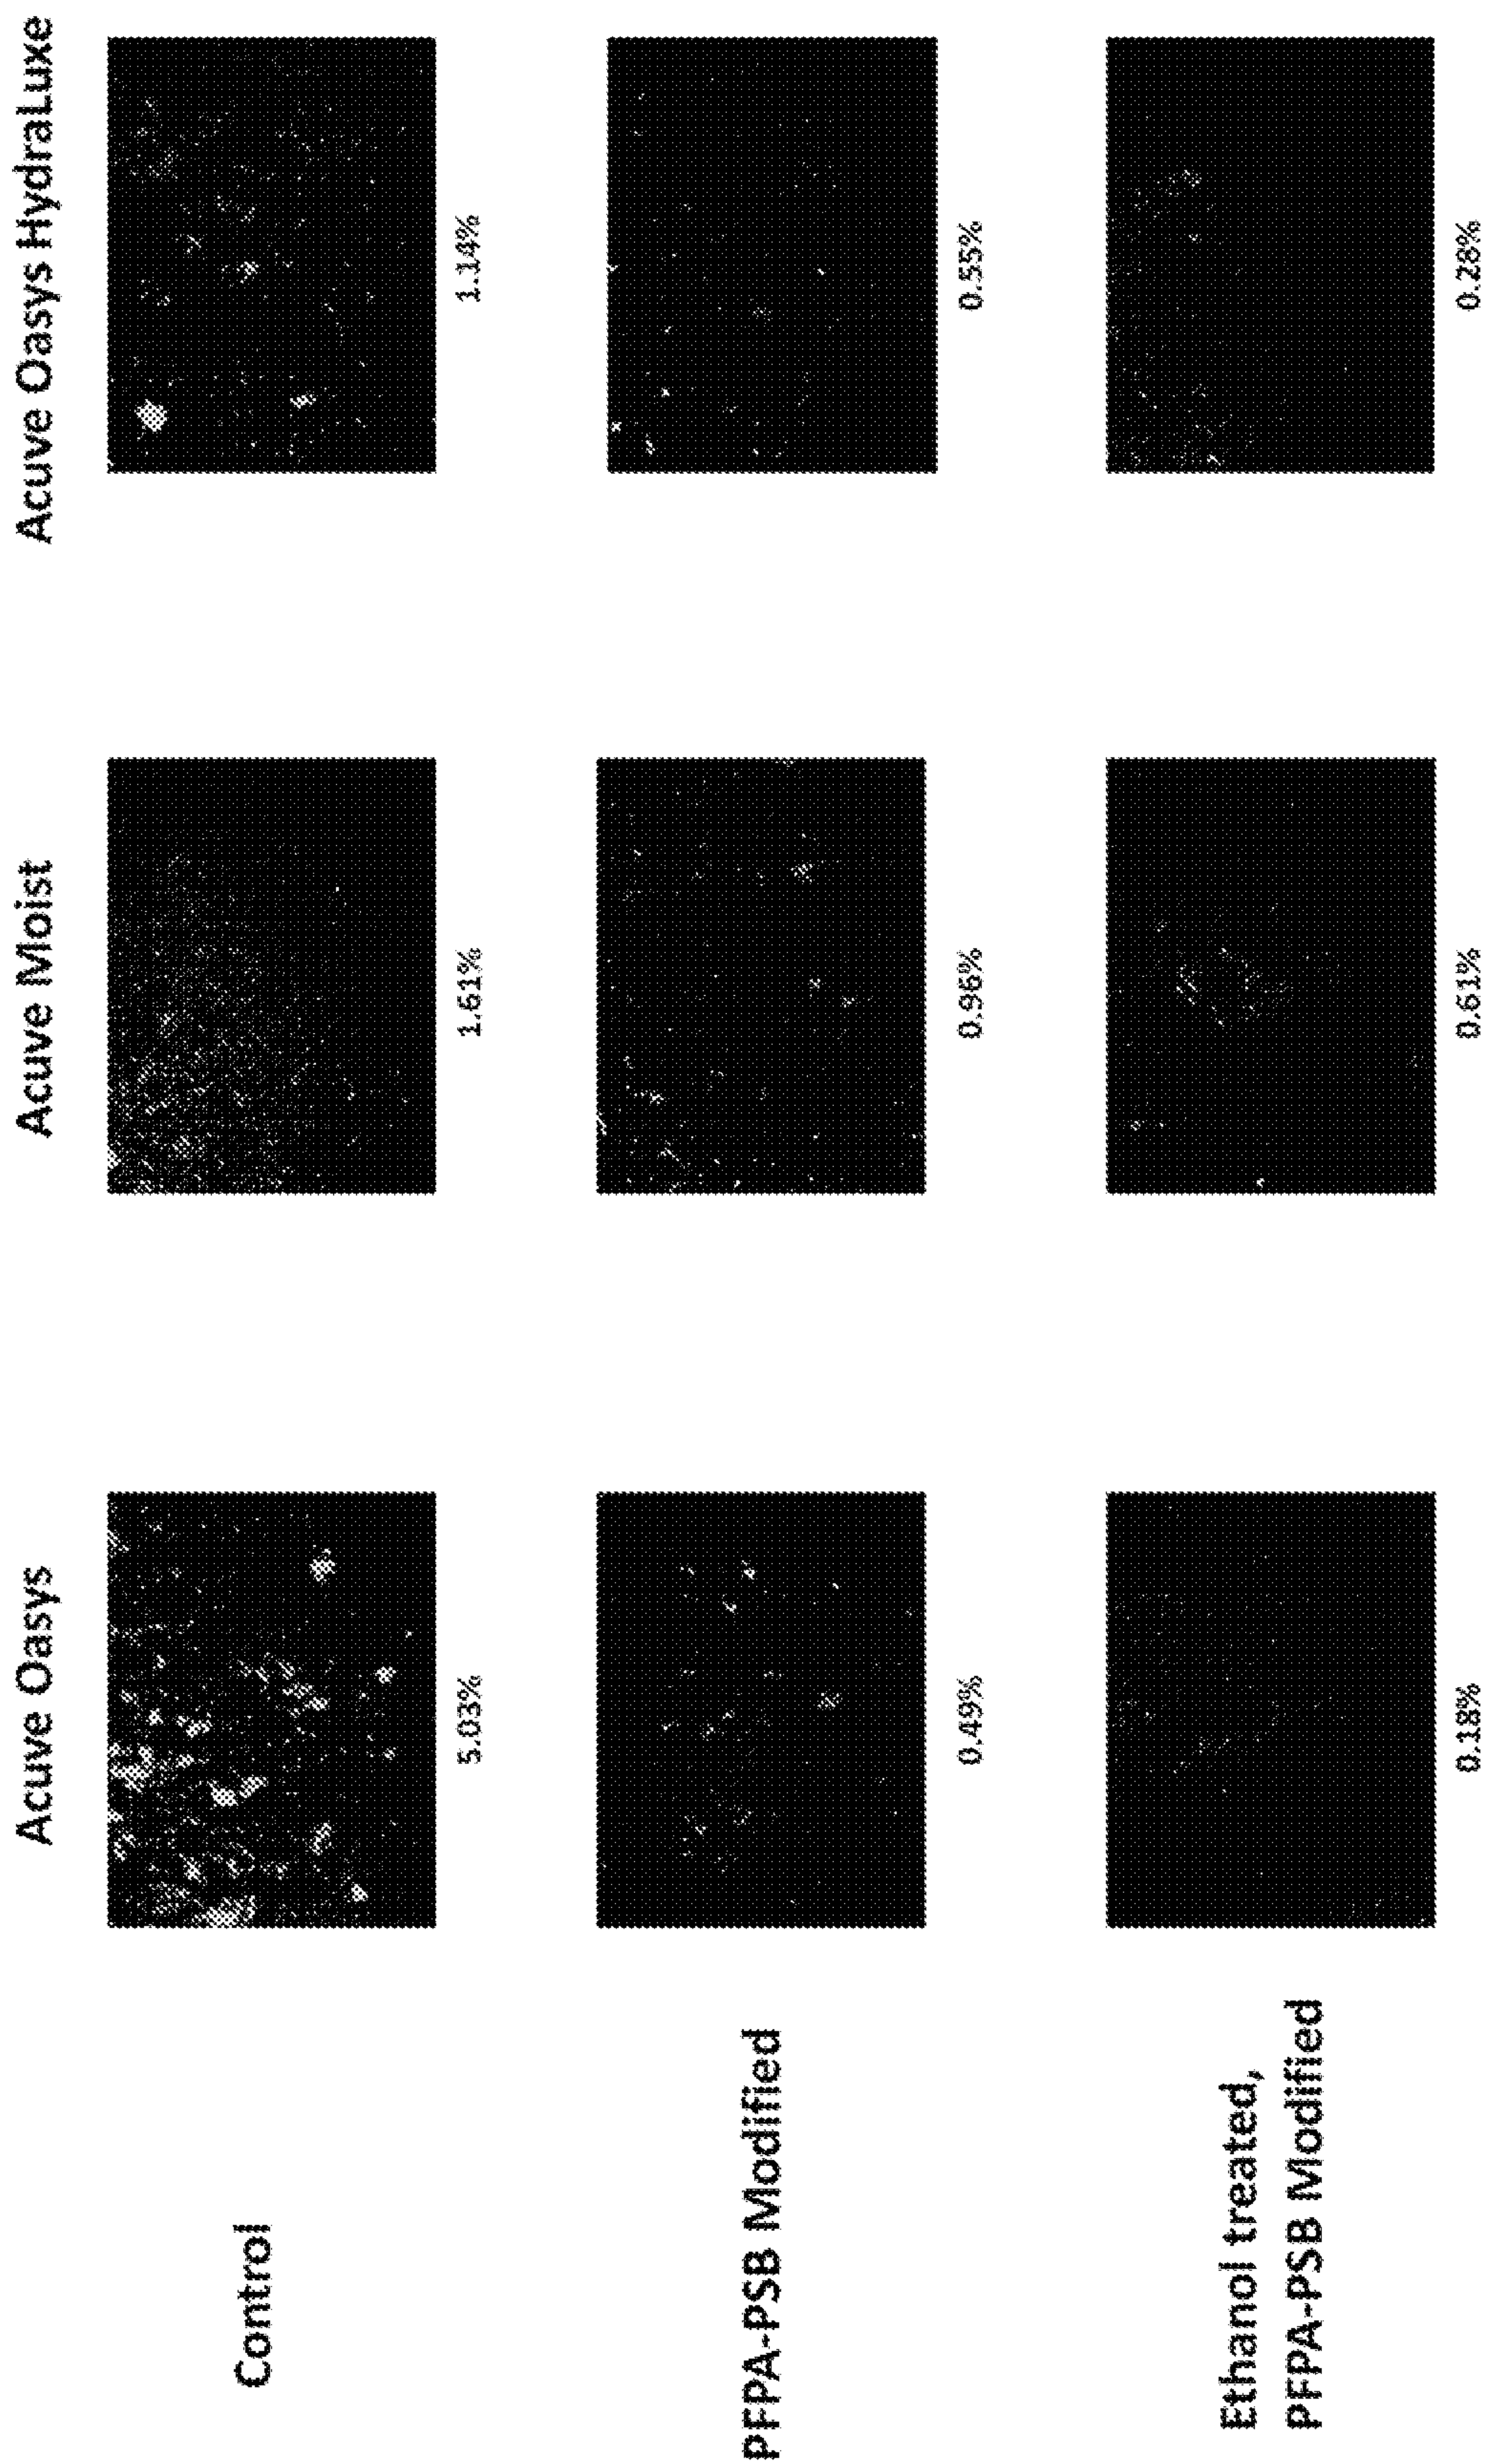 Acuve Oasys
Acuve Moist
Acuve Oasys HydraLuxe
Control
5.03%
1.61%
1.14%
PFPA-PSB Modified
0.49%
0.96%
0.55%
Ethanol treated,
PFPA-PSB Modified
0.18%
0.61%
0.28%